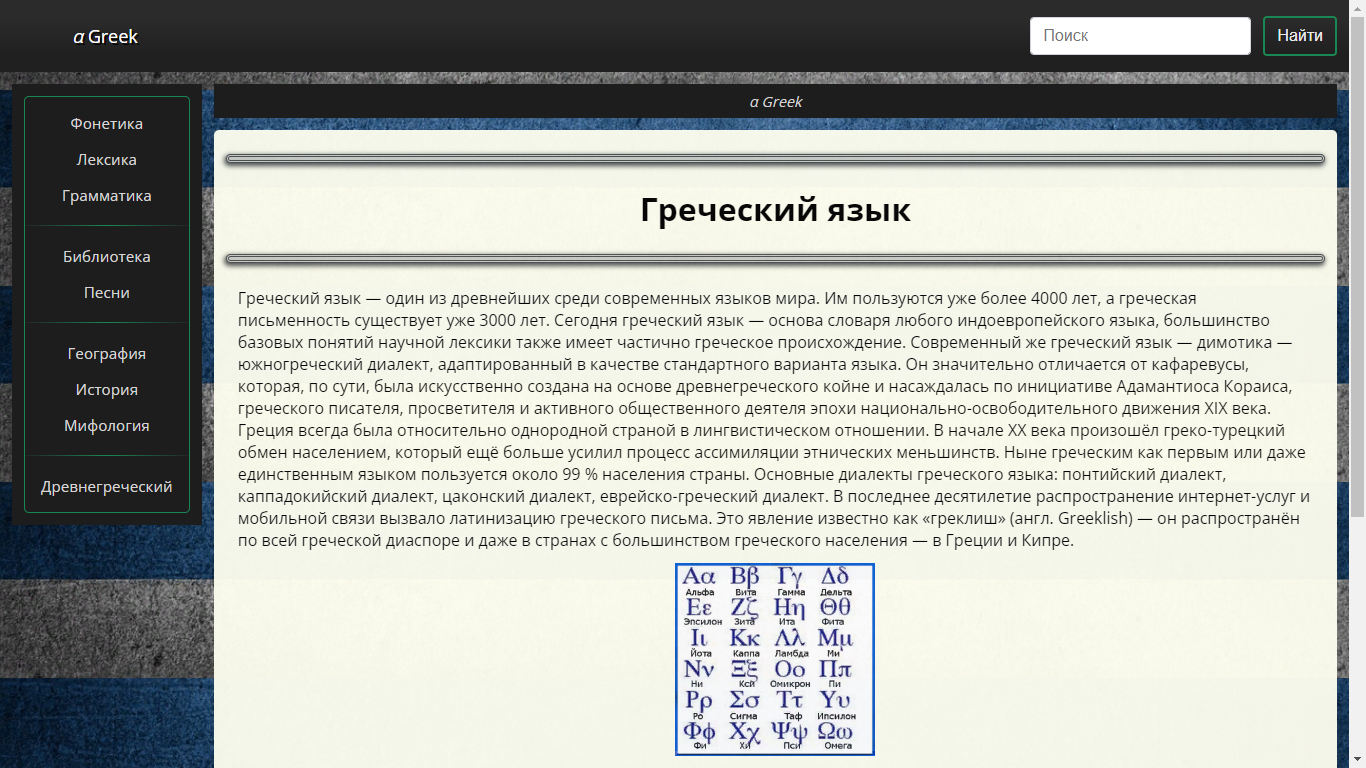 α Greek
Поиск
Найти
α Greek
Фонетика
Лексика
Грамматика
Библиотека
Песни
География
История
Мифология
Древнегреческий
Греческий язык
Греческий язык — один из древнейших среди современных языков мира. Им пользуются уже более 4000 лет, а греческая
письменность существует уже 3000 лет. Сегодня греческий язык — основа словаря любого индоевропейского языка, большинство
базовых понятий научной лексики также имеет частично греческое происхождение. Современный же греческий язык — димотика —
южногреческий диалект, адаптированный в качестве стандартного варианта языка. Он значительно отличается от кафаревусы,
которая, по сути, была искусственно создана на основе древнегреческого койне и насаждалась по инициативе Адамантиоса Кораиса,
греческого писателя, просветителя и активного общественного деятеля эпохи национально-освободительного движения XIX века.
Греция всегда была относительно однородной страной в лингвистическом отношении. В начале XX века произошёл греко-турецкий
обмен населением, который ещё больше усилил процесс ассимиляции этнических меньшинств. Ныне греческим как первым или даже
единственным языком пользуется около 99 % населения страны. Основные диалекты греческого языка: понтийский диалект,
каппадокийский диалект, цаконский диалект, еврейско-греческий диалект. В последнее десятилетие распространение интернет-услуг и
мобильной связи вызвало латинизацию греческого письма. Это явление известно как «греклиш» (англ. Greeklish) — он распространён
по всей греческой диаспоре и даже в странах с большинством греческого населения — в Греции и Кипре.
Αα Ββ Γγ Δδ
Альфа Вита Гамма Дельта
Εε Ζζ Ηη Θθ
Эпсилон Зита Ита Фита
Ιι Κκ Λλ Μμ
Йота Каппа Ламбда Ми
Νν Ξξ Οο Ππ
Ни Кси Омикрон Пи
Ρρ Σσ Ττ Υυ
Ро Сигма Таф Ипсилон
Φφ Χχ Ψψ Ωω
Фи Хи Пси Омега